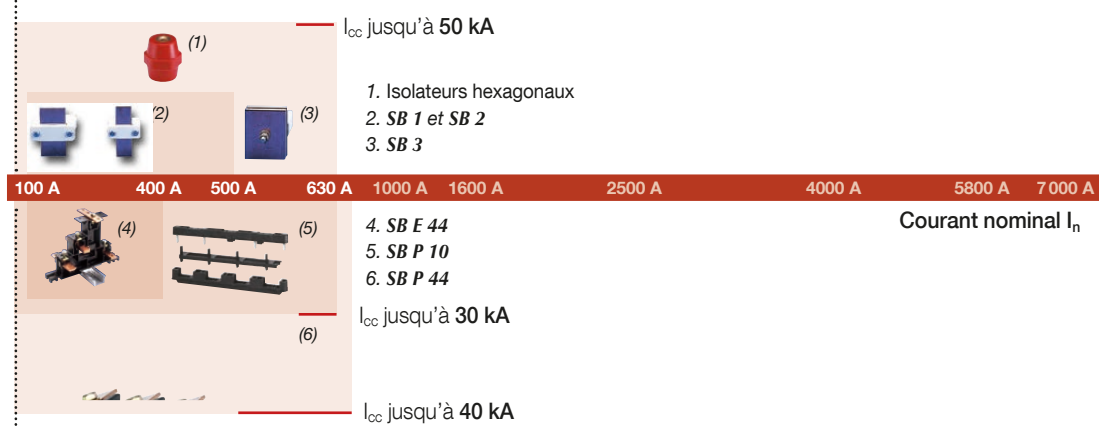 Icc jusqu'à 50 kA
(1)
1. Isolateurs hexagonaux
(2)
(3)
2. SB 1 et SB 2
3. SB 3
100 A 400 A 500 A 630 A 1000 A 1600 A 2500 A 4000 A 5800 A 7000 A
Courant nominal In
(4)
(5)
4. SB E 44
5. SB P 10
6. SB P 44
Icc jusqu'à 30 kA
(6)
Icc jusqu'à 40 kA